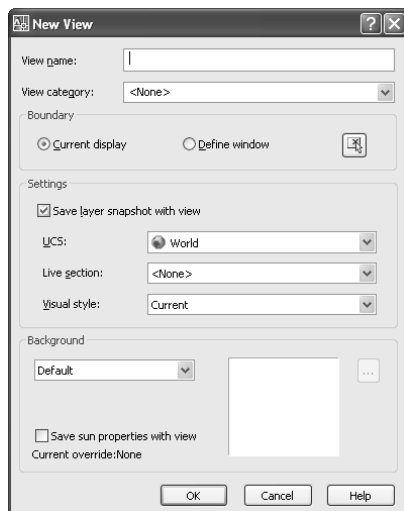 New View
View name:
View category: <None>
Boundary
Current display Define window
Settings
Save layer snapshot with view
UCS: World
Live section: <None>
Visual style: Current
Background
Default
...
Save sun properties with view
Current override:None
OK Cancel Help